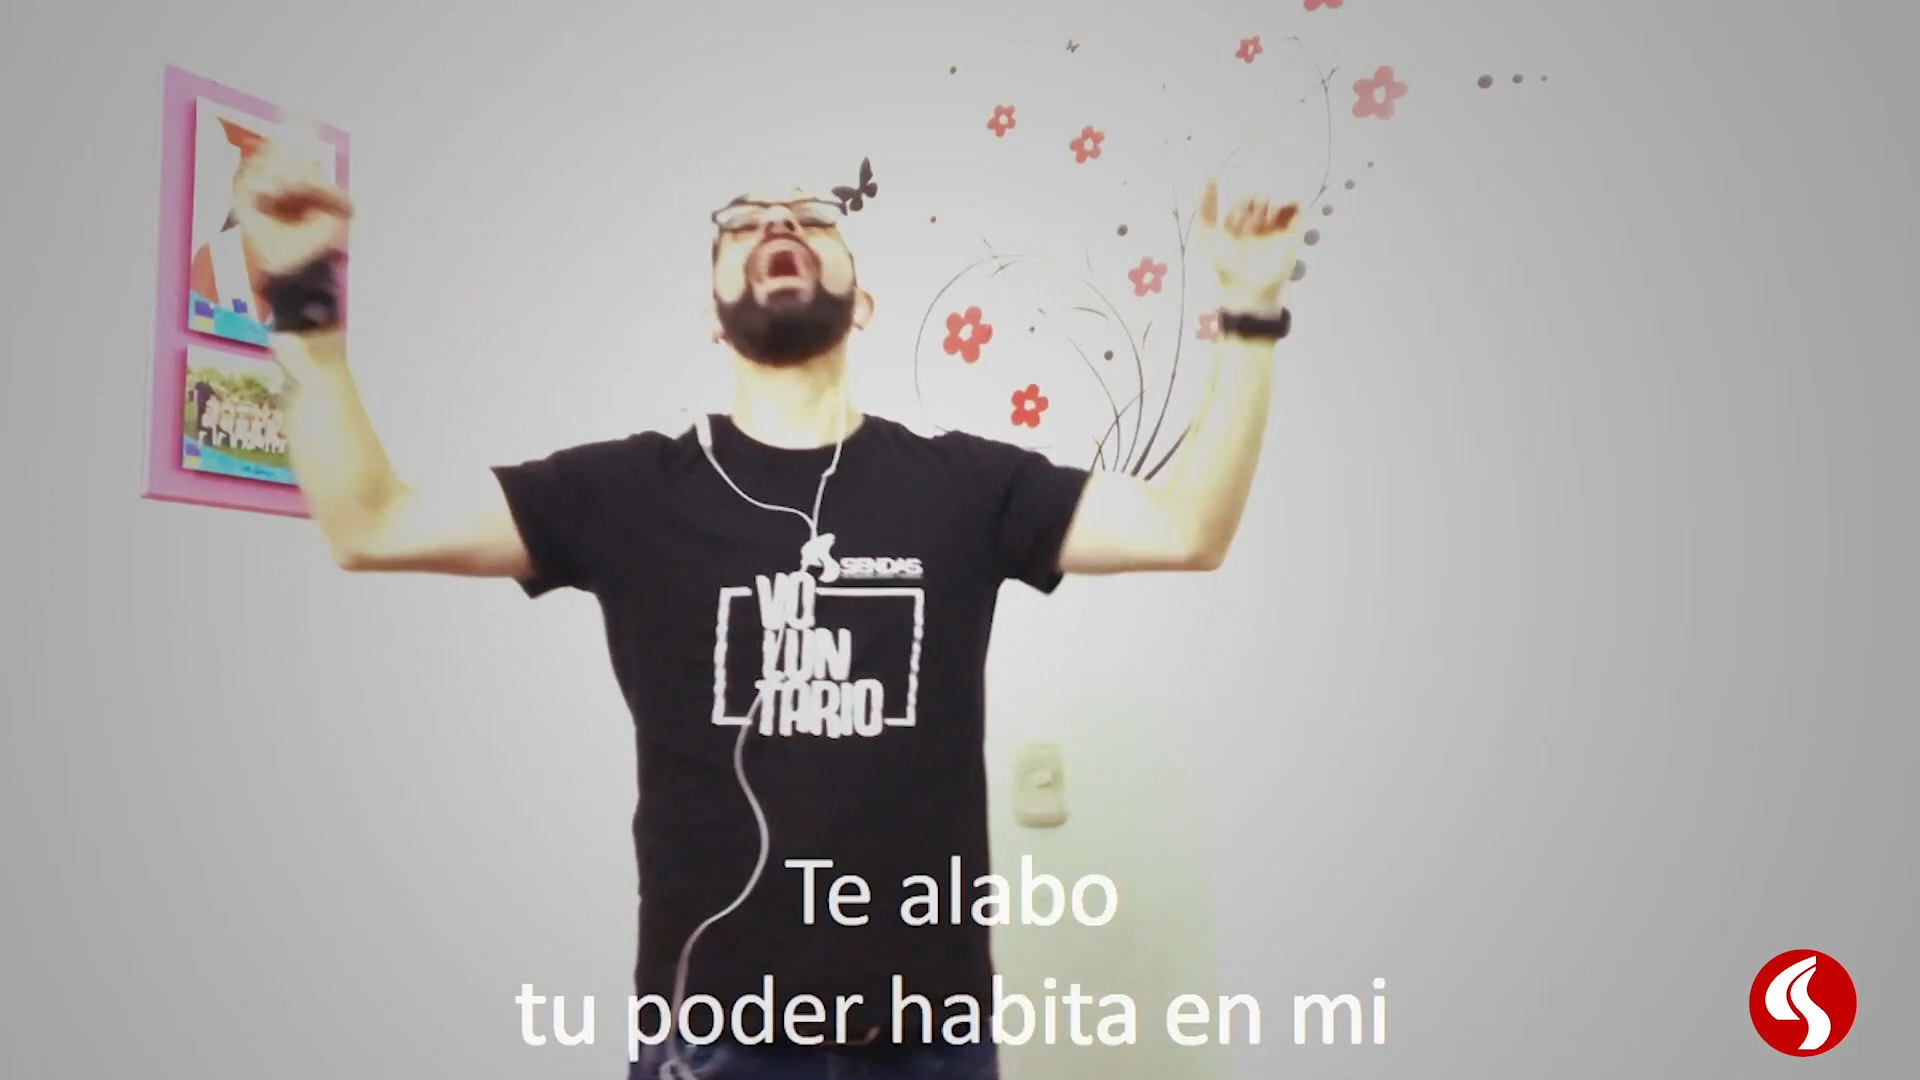 SENDAS
VO
LUN
TARIO
Te alabo
tu poder habita en mi